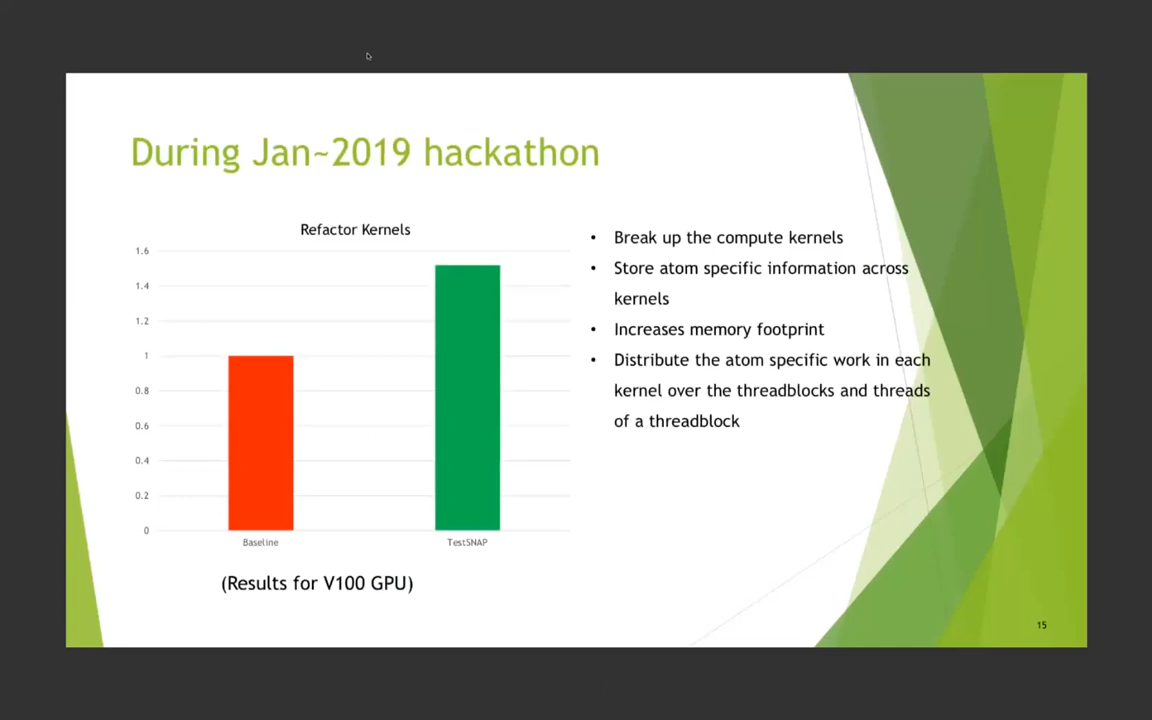 During Jan~2019 hackathon
Refactor Kernels
1.6
1.4
1.2
1
0.8
0.6
0.4
0.2
0
Baseline
TestSNAP
(Results for V100 GPU)
• Break up the compute kernels
• Store atom specific information across
kernels
• Increases memory footprint
• Distribute the atom specific work in each
kernel over the threadblocks and threads
of a threadblock
15